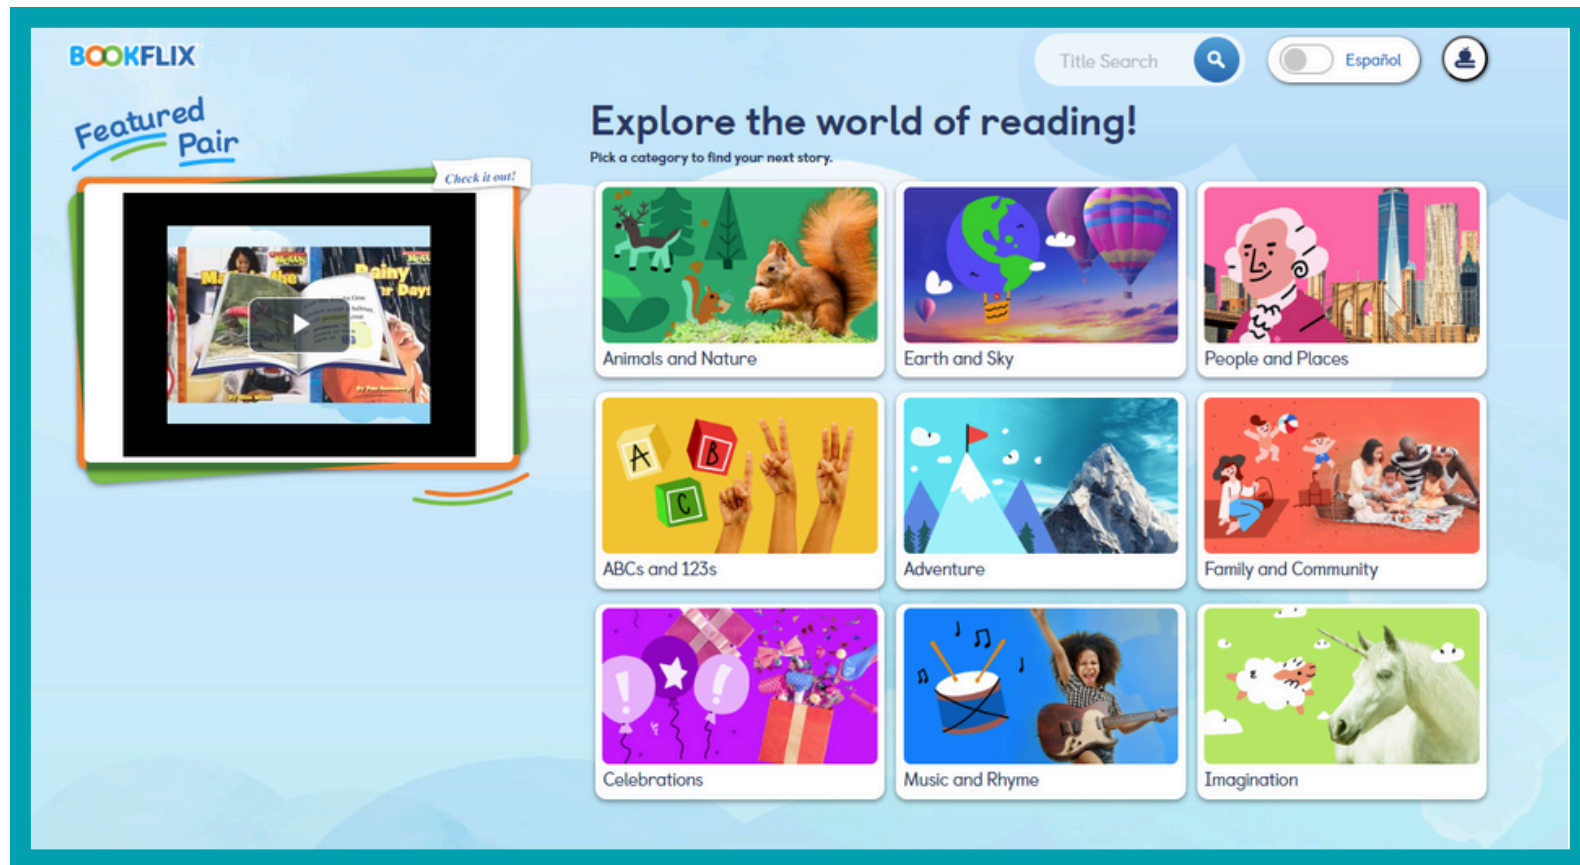 BOOKFLIX
Title Search
Español
Featured
Pair
Check it out!
Rainy
Explore the world of reading!
Pick a category to find your next story.
Animals and Nature
Earth and Sky
People and Places
A
B
C
ABCs and 123s
Adventure
Family and Community
Celebrations
Music and Rhyme
Imagination